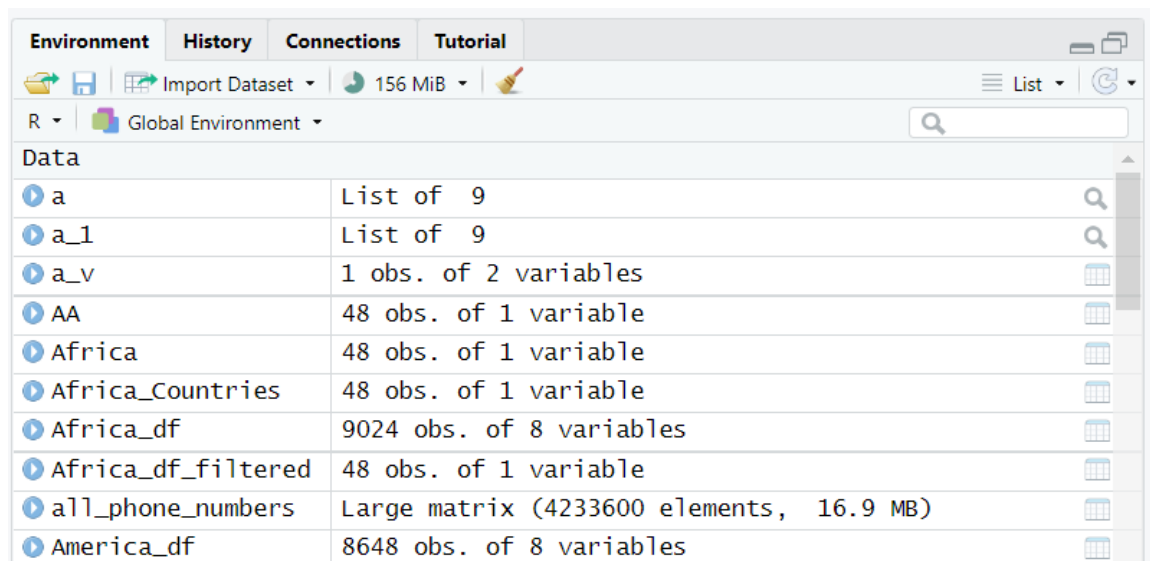 Environment History Connections Tutorial
Import Dataset 156 MiB List
R Global Environment
Data
a List of 9
a_1 List of 9
a_v 1 obs. of 2 variables
AA 48 obs. of 1 variable
Africa 48 obs. of 1 variable
Africa_Countries 48 obs. of 1 variable
Africa_df 9024 obs. of 8 variables
Africa_df_filtered 48 obs. of 1 variable
all_phone_numbers Large matrix (4233600 elements, 16.9 MB)
America_df 8648 obs. of 8 variables